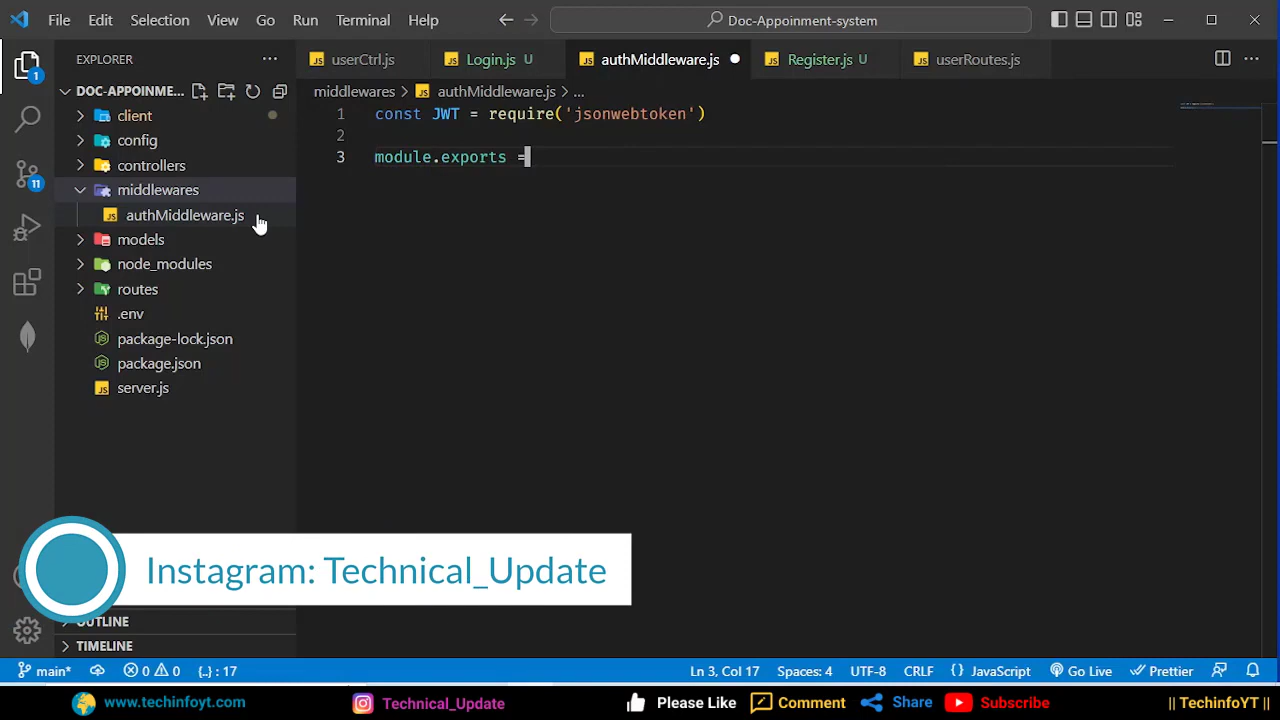 File Edit Selection View Go Run Terminal Help
Doc-Appoinment-system
EXPLORER
userCtrl.js
Login.js U
authMiddleware.js
Register.js U
userRoutes.js
DOC-APPOINME...
middlewares > authMiddleware.js > ...
client
config
controllers
middlewares
authMiddleware.js
models
node_modules
routes
.env
package-lock.json
package.json
server.js
1 const JWT = require('jsonwebtoken')
2
3 module.exports =
1
11
Instagram: Technical_Update
OUTLINE
TIMELINE
main* 0 0 {..} : 17 Ln 3, Col 17 Spaces: 4 UTF-8 CRLF {} JavaScript Go Live Prettier
www.techinfoyt.com Technical_Update Please Like Comment Share Subscribe || TechinfoYT ||